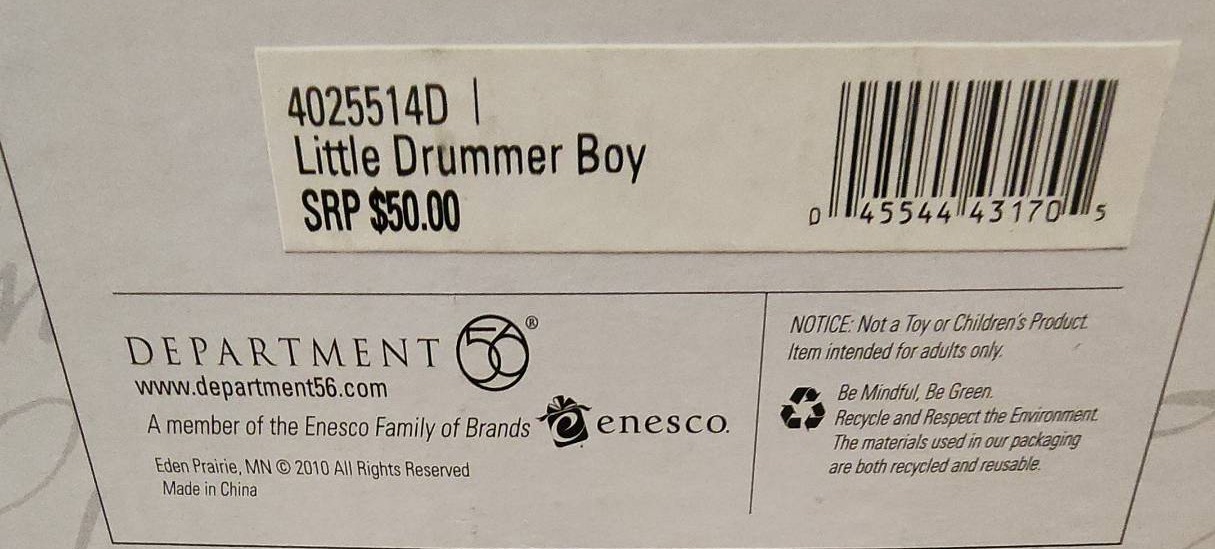 4025514D |
Little Drummer Boy
SRP $50.00
0 45544 43170 5
DEPARTMENT 56®
www.department56.com
A member of the Enesco Family of Brands enesco.
Eden Prairie, MN © 2010 All Rights Reserved
Made in China
NOTICE: Not a Toy or Children's Product.
Item intended for adults only.
Be Mindful, Be Green.
Recycle and Respect the Environment.
The materials used in our packaging
are both recycled and reusable.